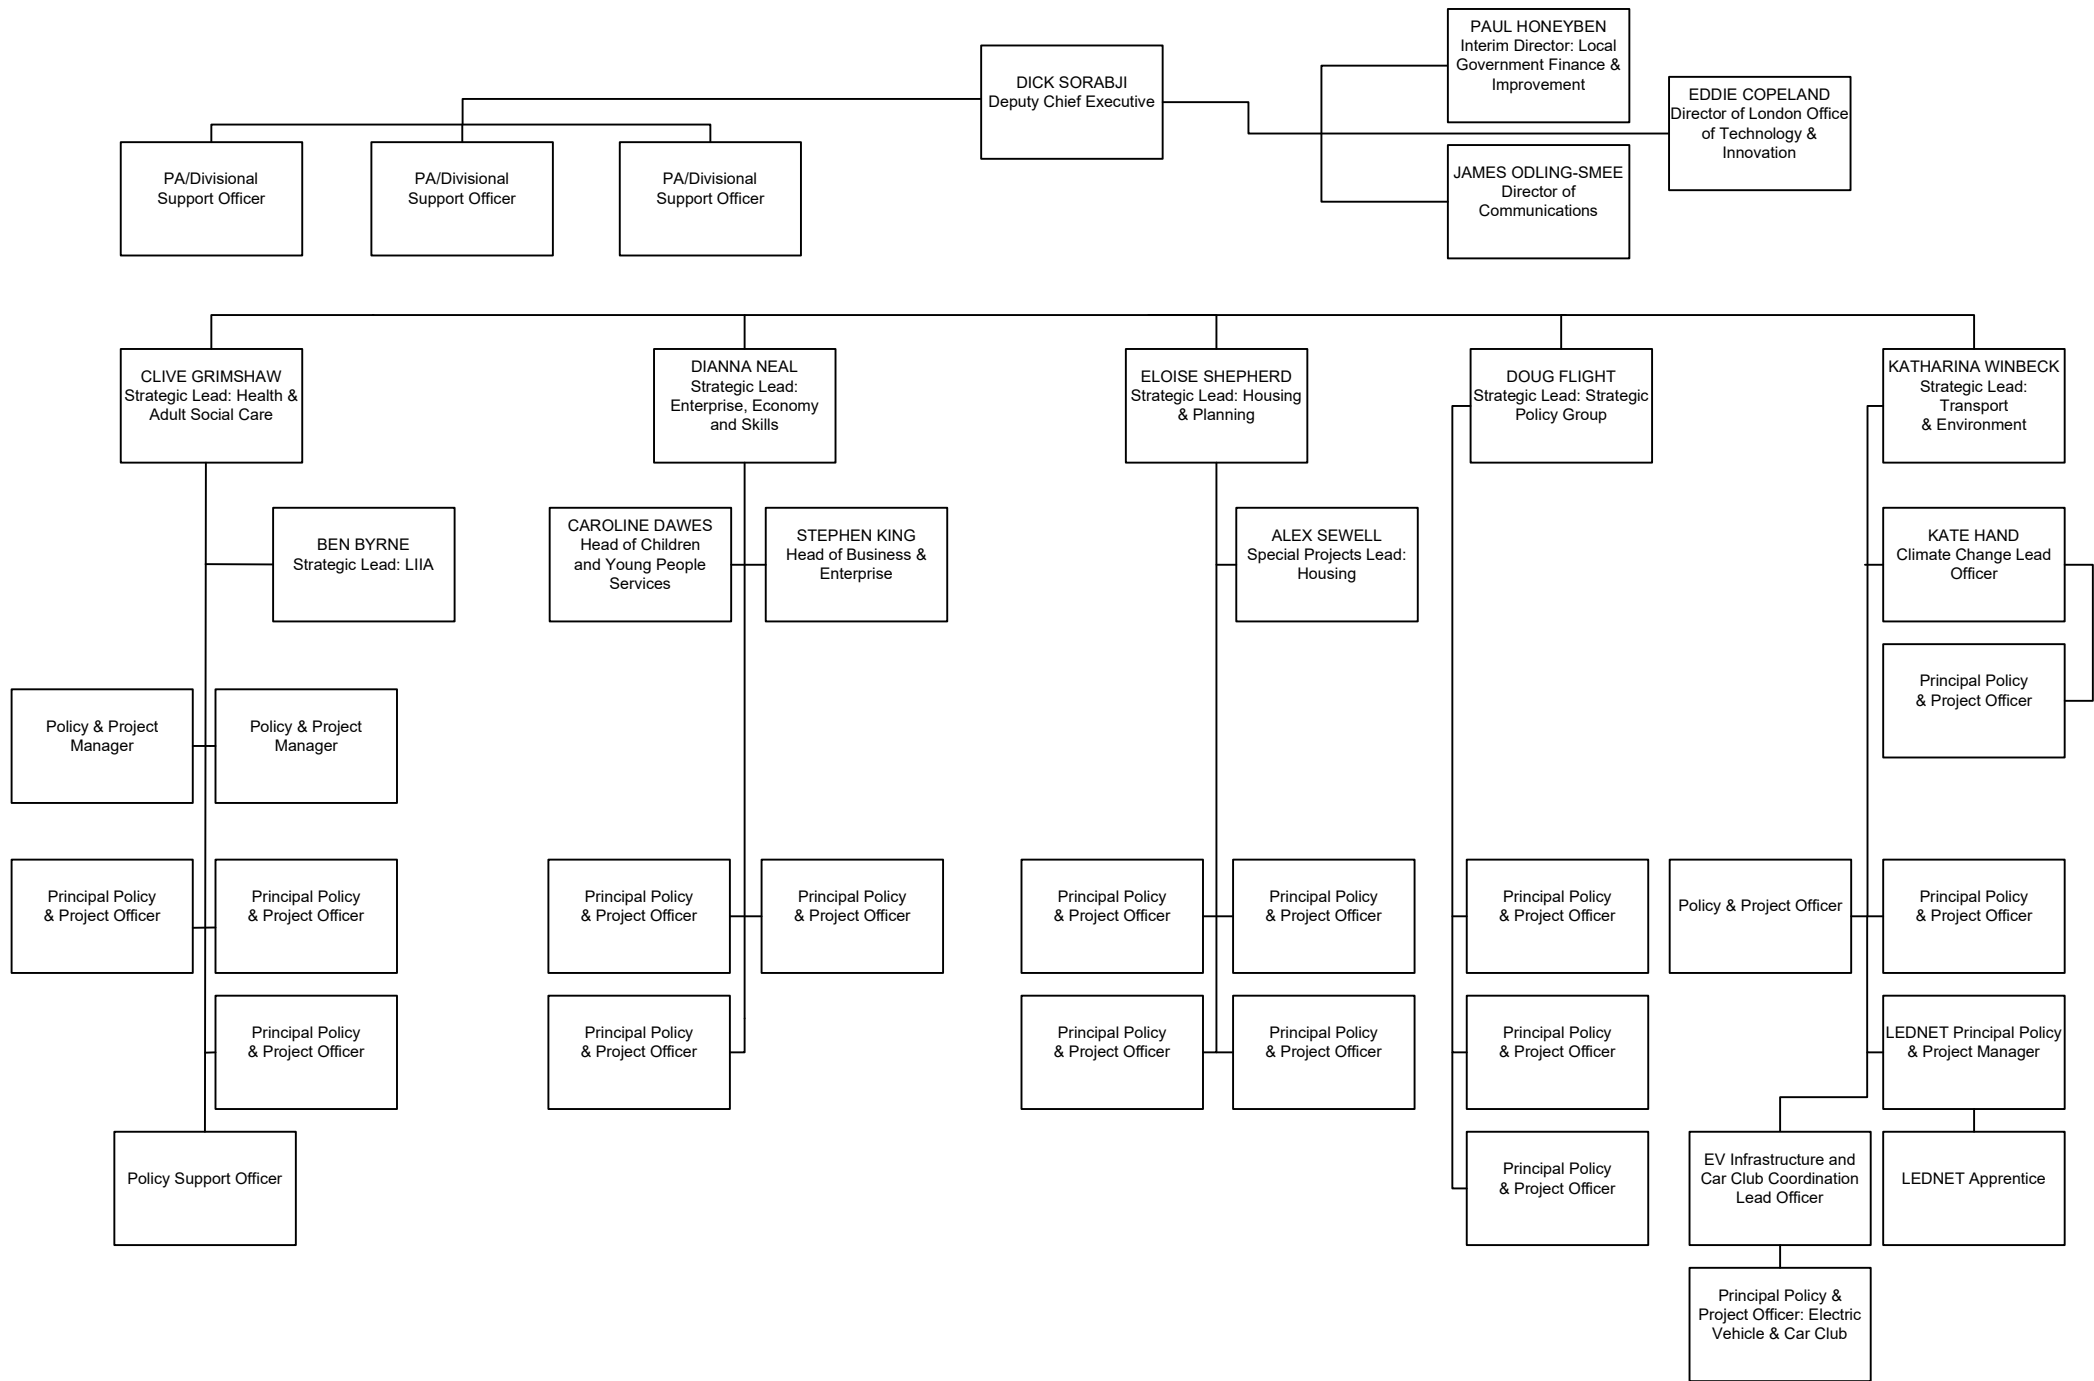 PAUL HONEYBEN
Interim Director: Local
Government Finance &
Improvement
DICK SORABJI
Deputy Chief Executive
EDDIE COPELAND
Director of London Office
of Technology &
Innovation
PA/Divisional
Support Officer
PA/Divisional
Support Officer
PA/Divisional
Support Officer
JAMES ODLING-SMEE
Director of
Communications
CLIVE GRIMSHAW
Strategic Lead: Health &
Adult Social Care
DIANNA NEAL
Strategic Lead:
Enterprise, Economy
and Skills
ELOISE SHEPHERD
Strategic Lead: Housing
& Planning
DOUG FLIGHT
Strategic Lead: Strategic
Policy Group
KATHARINA WINBECK
Strategic Lead:
Transport
& Environment
BEN BYRNE
Strategic Lead: LIIA
CAROLINE DAWES
Head of Children
and Young People
Services
STEPHEN KING
Head of Business &
Enterprise
ALEX SEWELL
Special Projects Lead:
Housing
KATE HAND
Climate Change Lead
Officer
Principal Policy
& Project Officer
Policy & Project
Manager
Policy & Project
Manager
Principal Policy
& Project Officer
Principal Policy
& Project Officer
Principal Policy
& Project Officer
Principal Policy
& Project Officer
Principal Policy
& Project Officer
Principal Policy
& Project Officer
Principal Policy
& Project Officer
Policy & Project Officer
Principal Policy
& Project Officer
Principal Policy
& Project Officer
Principal Policy
& Project Officer
Principal Policy
& Project Officer
Principal Policy
& Project Officer
Principal Policy
& Project Officer
LEDNET Principal Policy
& Project Manager
Policy Support Officer
Principal Policy
& Project Officer
EV Infrastructure and
Car Club Coordination
Lead Officer
LEDNET Apprentice
Principal Policy &
Project Officer: Electric
Vehicle & Car Club